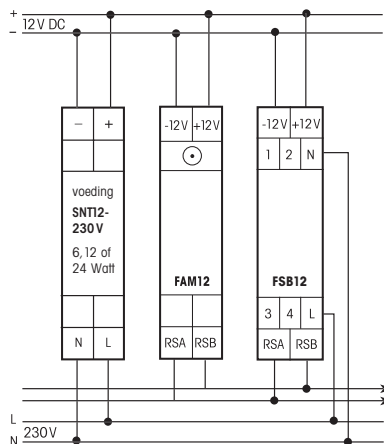 +
12V DC
−
− +
-12V +12V
-12V +12V
1 2 N
voeding
SNT12-
230V
6,12 of
24 Watt
FAM12
FSB12
3 4 L
N L
RSA RSB
RSA RSB
L
230V
N